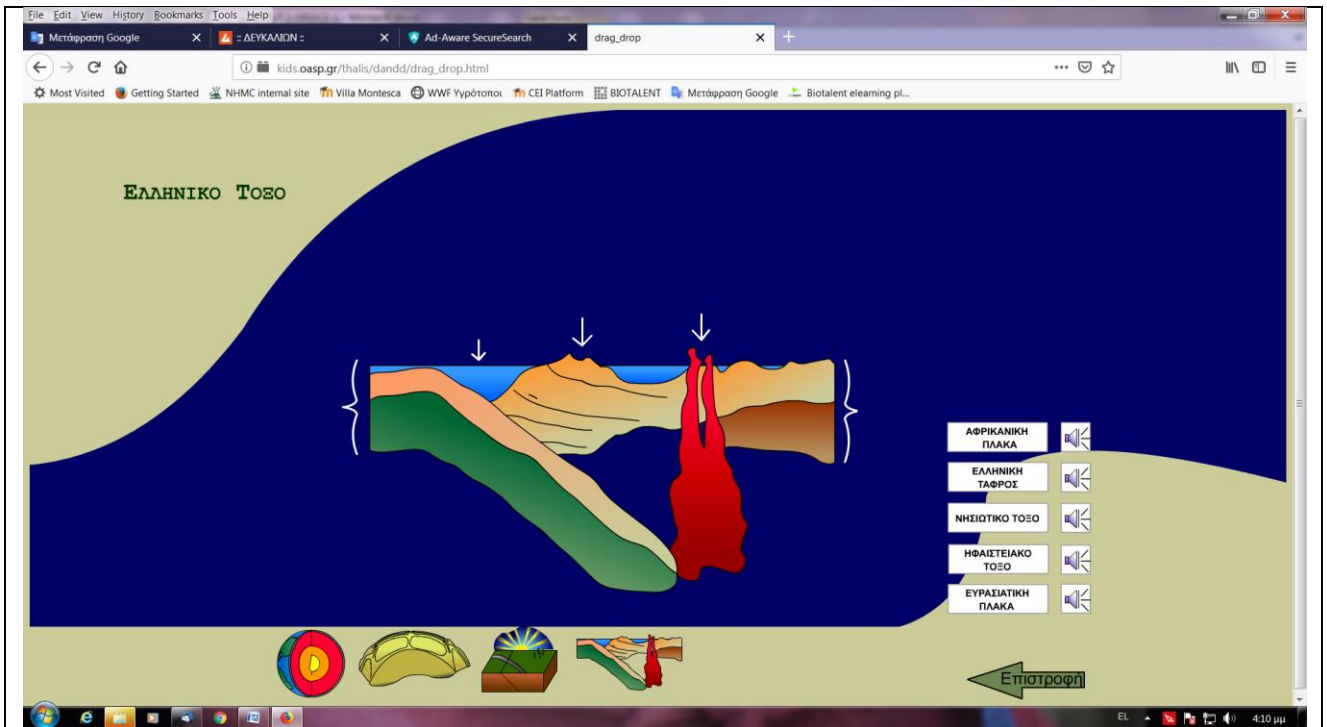 File Edit View History Bookmarks Tools Help
Μετάφραση Google
:: ΔΕΥΚΑΛΙΩΝ ::
Ad-Aware SecureSearch
drag_drop
kids.oasp.gr/thalis/dandd/drag_drop.html
Most Visited Getting Started NHMC internal site Villa Montesca WWF Υγρότοποι CEI Platform BIOTALENT Μετάφραση Google Biotalent elearning pl...
ΕΛΛΗΝΙΚΟ ΤΟΞΟ
ΑΦΡΙΚΑΝΙΚΗ
ΠΛΑΚΑ
ΕΛΛΗΝΙΚΗ
ΤΑΦΡΟΣ
ΝΗΣΙΩΤΙΚΟ ΤΟΞΟ
ΗΦΑΙΣΤΕΙΑΚΟ
ΤΟΞΟ
ΕΥΡΑΣΙΑΤΙΚΗ
ΠΛΑΚΑ
Επιστροφή
EL 4:10 μμ